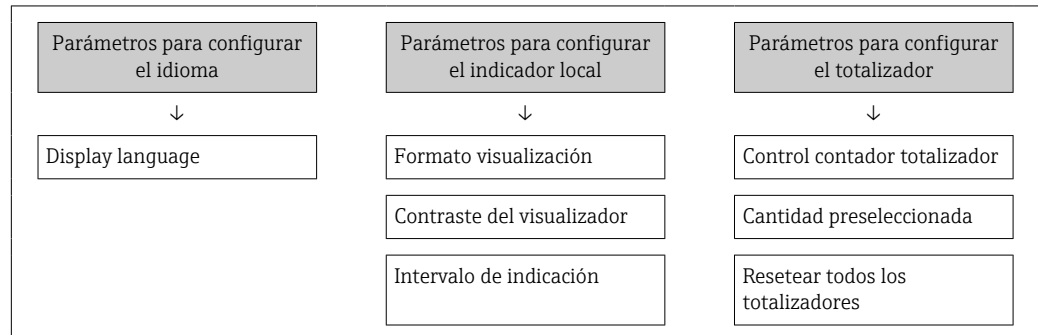 Parámetros para configurar
el idioma
↓
Display language
Parámetros para configurar
el indicador local
↓
Formato visualización
Contraste del visualizador
Intervalo de indicación
Parámetros para configurar
el totalizador
↓
Control contador totalizador
Cantidad preseleccionada
Resetear todos los
totalizadores